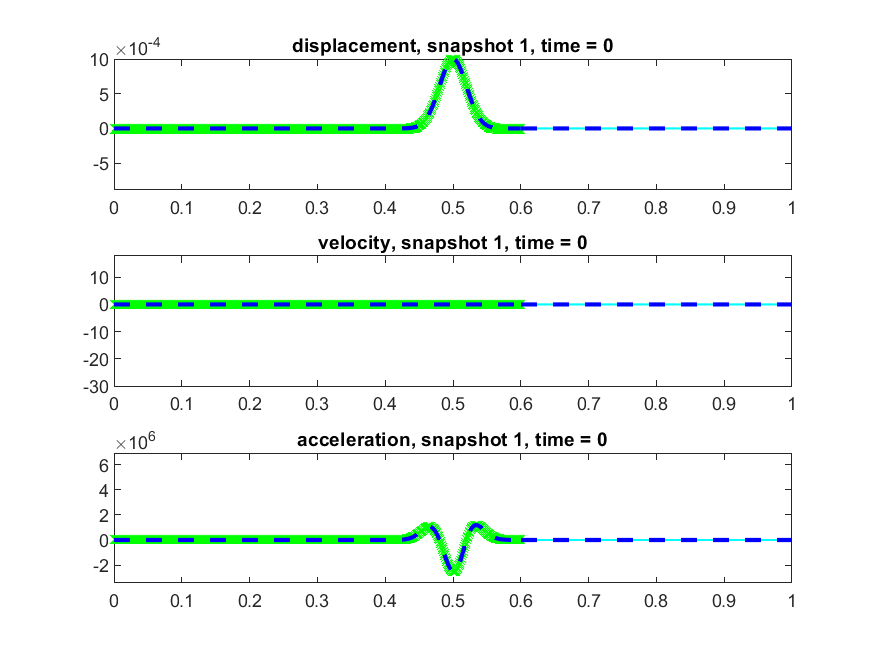 ×10⁻⁴
displacement, snapshot 1, time = 0
10
5
0
-5
0 0.1 0.2 0.3 0.4 0.5 0.6 0.7 0.8 0.9 1
velocity, snapshot 1, time = 0
10
0
-10
-20
-30
0 0.1 0.2 0.3 0.4 0.5 0.6 0.7 0.8 0.9 1
×10⁶
acceleration, snapshot 1, time = 0
6
4
2
0
-2
0 0.1 0.2 0.3 0.4 0.5 0.6 0.7 0.8 0.9 1